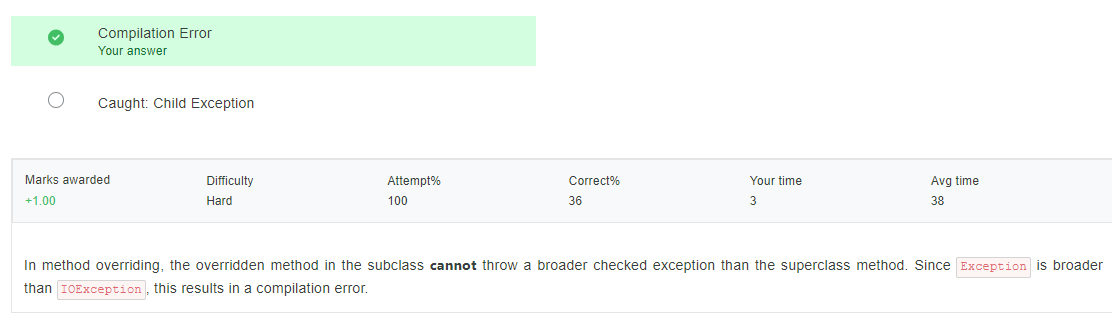 Compilation Error
Your answer
Caught: Child Exception
Marks awarded Difficulty Attempt% Correct% Your time Avg time
+1.00 Hard 100 36 3 38
In method overriding, the overridden method in the subclass cannot throw a broader checked exception than the superclass method. Since Exception is broader
than IOException, this results in a compilation error.